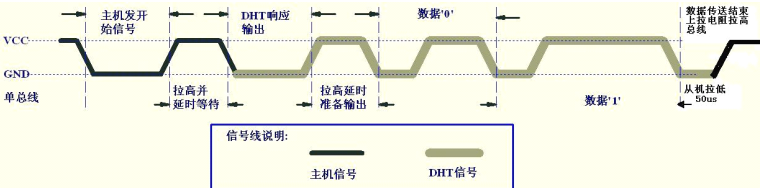 主机发开
始信号
DHT响应
输出
数据'0'
数据传送结束
上拉电阻拉高
总线
VCC
GND
单总线
拉高并
延时等待
拉高延时
准备输出
数据'1'
从机拉低
50us
信号线说明:
主机信号
DHT信号